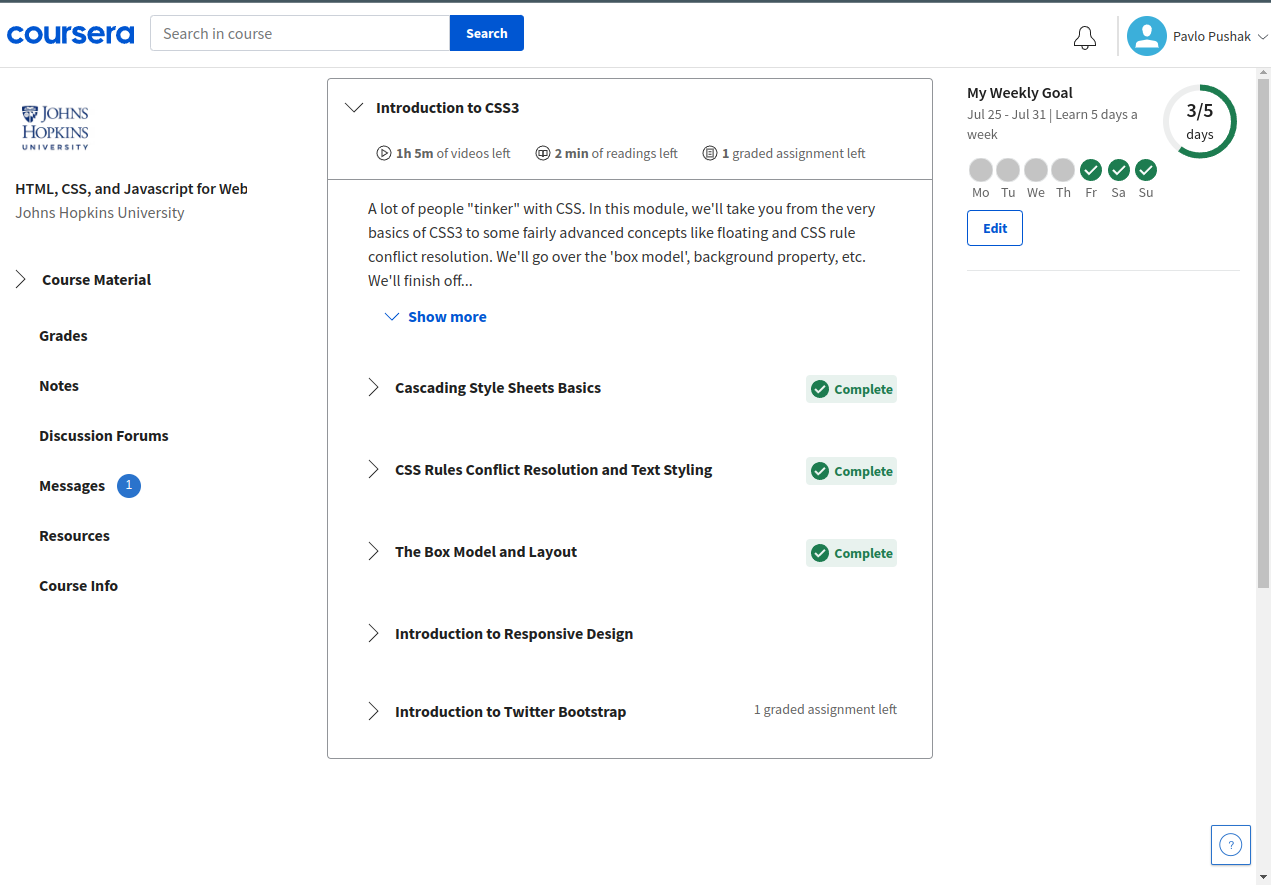 coursera
Search in course
Search
Pavlo Pushak
JOHNS
HOPKINS
UNIVERSITY
HTML, CSS, and Javascript for Web
Johns Hopkins University
Course Material
Grades
Notes
Discussion Forums
Messages 1
Resources
Course Info
Introduction to CSS3
1h 5m of videos left
2 min of readings left
1 graded assignment left
A lot of people "tinker" with CSS. In this module, we'll take you from the very
basics of CSS3 to some fairly advanced concepts like floating and CSS rule
conflict resolution. We'll go over the 'box model', background property, etc.
We'll finish off...
Show more
Cascading Style Sheets Basics
Complete
CSS Rules Conflict Resolution and Text Styling
Complete
The Box Model and Layout
Complete
Introduction to Responsive Design
Introduction to Twitter Bootstrap
1 graded assignment left
My Weekly Goal
Jul 25 - Jul 31 | Learn 5 days a
week
3/5
days
Mo Tu We Th Fr Sa Su
Edit
?